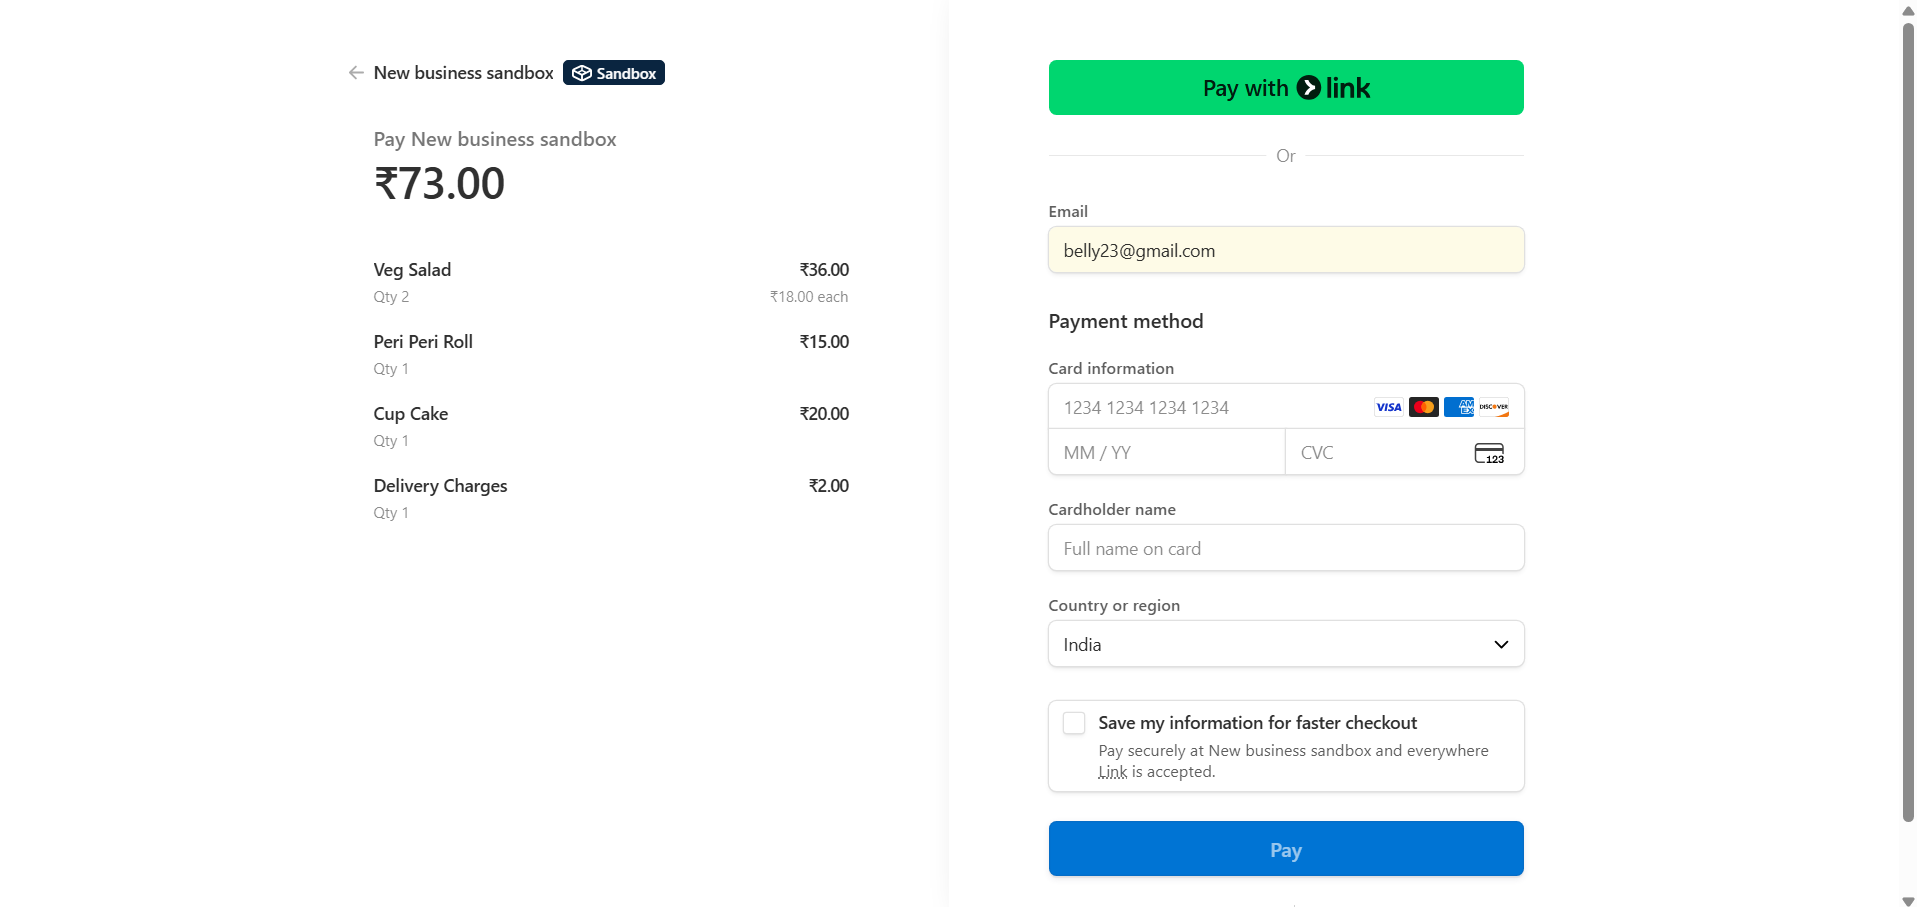 New business sandbox Sandbox
Pay New business sandbox
₹73.00
Veg Salad ₹36.00
Qty 2 ₹18.00 each
Peri Peri Roll ₹15.00
Qty 1
Cup Cake ₹20.00
Qty 1
Delivery Charges ₹2.00
Qty 1
Pay with link
Or
Email
belly23@gmail.com
Payment method
Card information
1234 1234 1234 1234 VISA AMEX DISCOVER
MM / YY CVC 123
Cardholder name
Full name on card
Country or region
India
Save my information for faster checkout
Pay securely at New business sandbox and everywhere
Link is accepted.
Pay